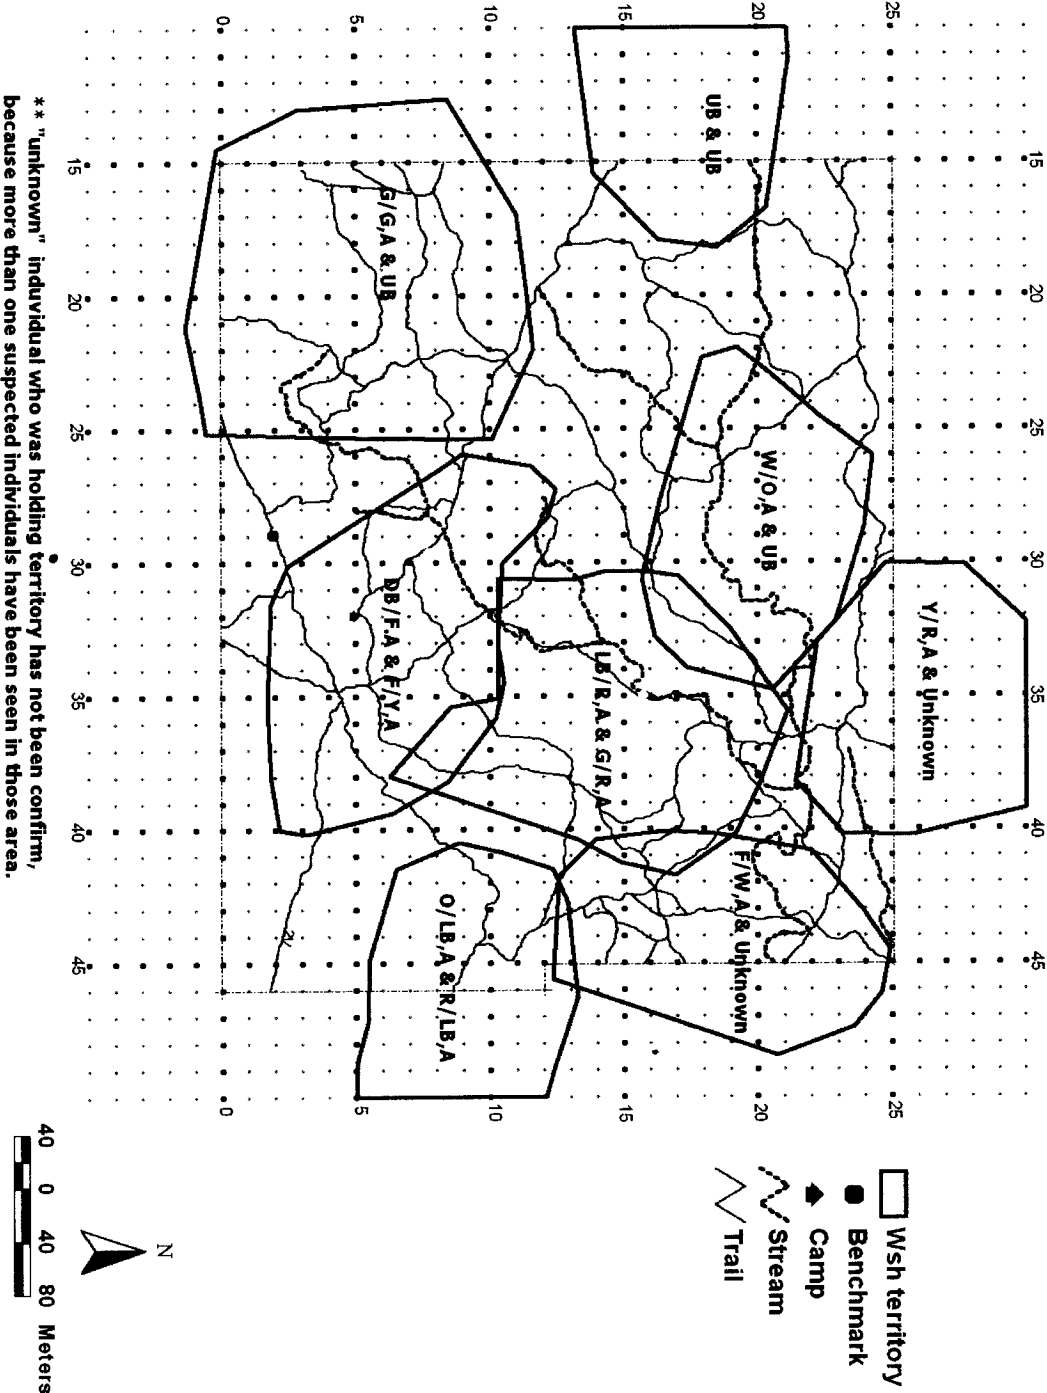 15 20 25 30 35 40 45
25 25
20 20
15 15
10 10
5 5
0 0
Y/R,A & Unknown
W/O,A & UB
UB & UB
F/W,A & Unknown
LB/R,A & G/R,A
O/LB,A & R/LB,A
G/G,A & UB
DB/F.A & F/Y,A
15 20 25 30 35 40 45
Wsh territory
Benchmark
Camp
Stream
Trail
N
40 0 40 80 Meters
** "unknown" induvidual who was holding territory has not been confirm,
because more than one suspected individuals have been seen in those area.